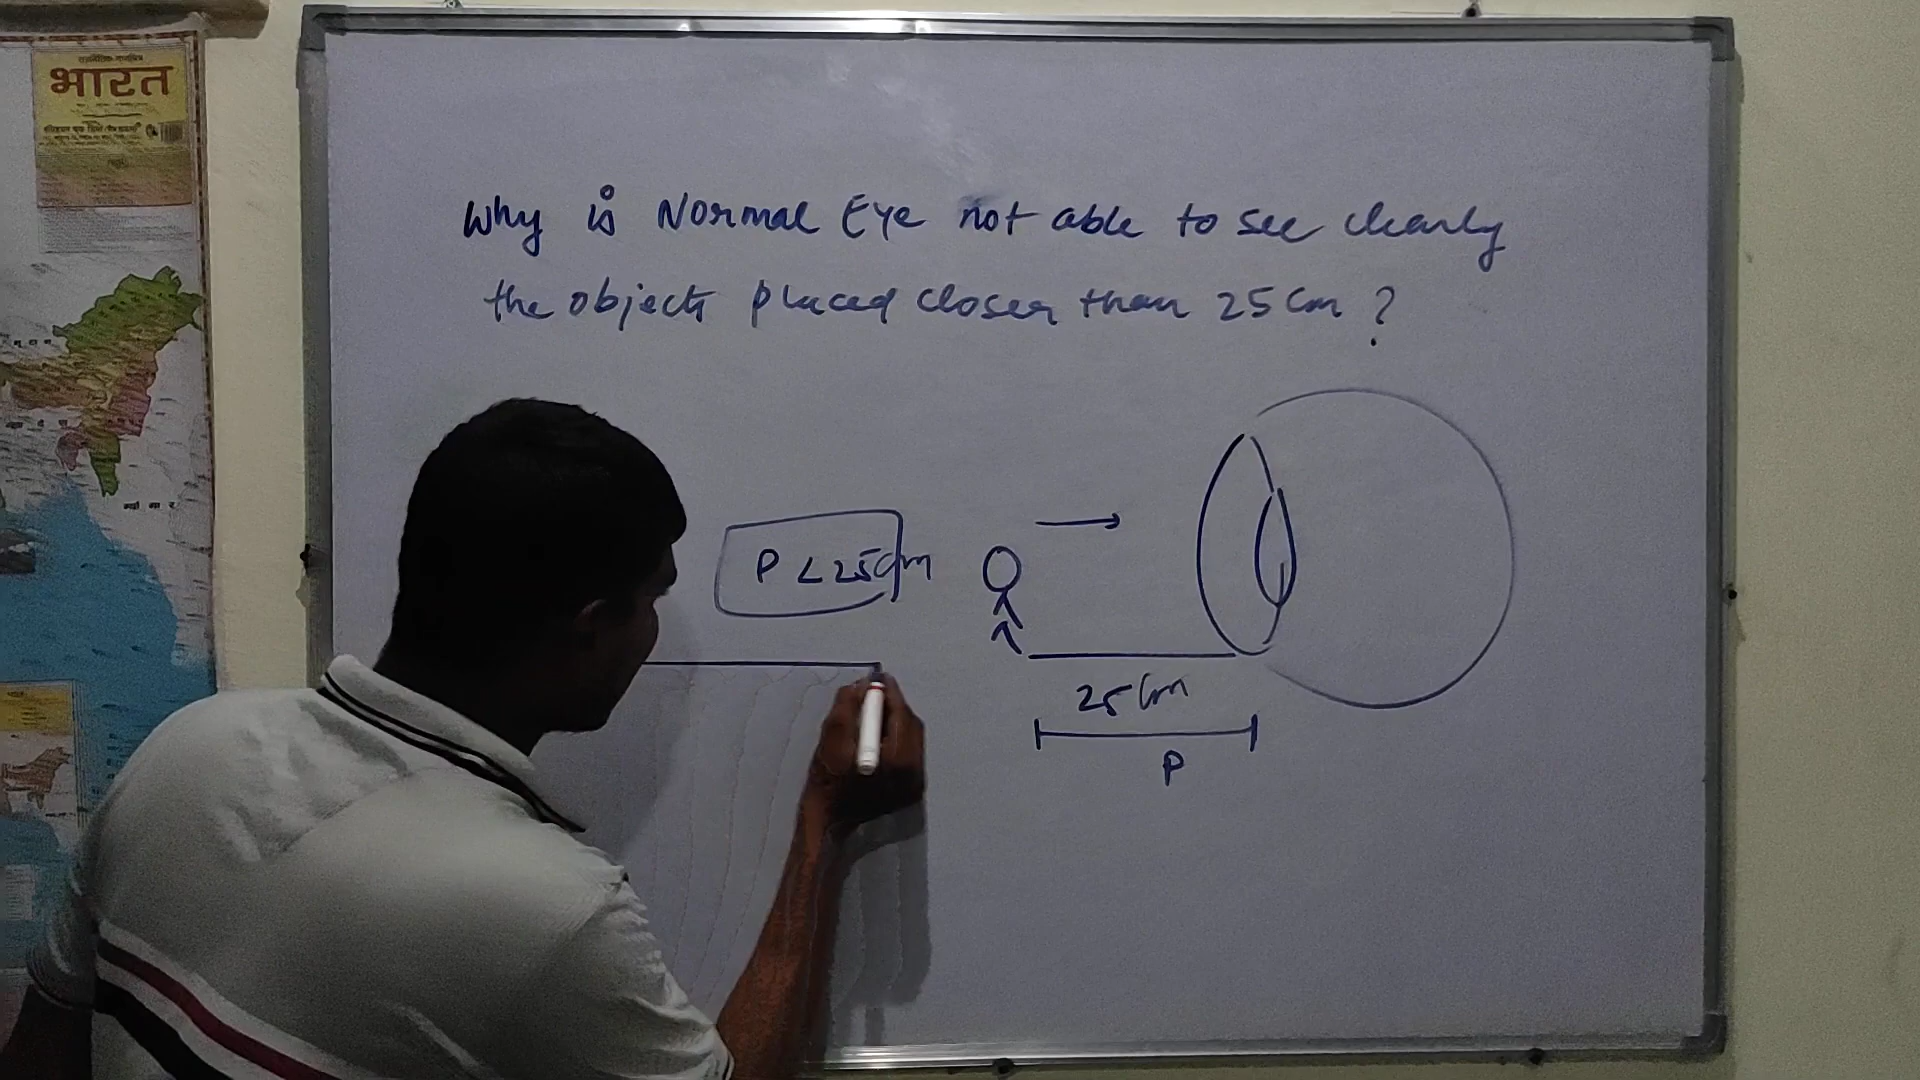 भारत
Why is Normal Eye not able to see clearly
the objects placed closer than 25 cm ?
P < 25 cm
25 cm
P